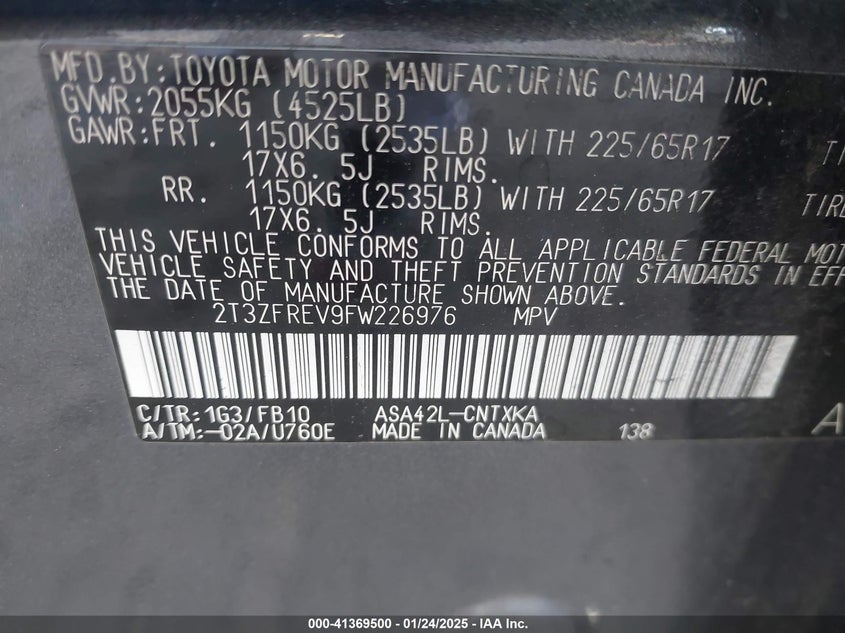 MFD.BY:TOYOTA MOTOR MANUFACTURING CANADA INC.
GVWR:2055KG (4525LB)
GAWR:FRT. 1150KG (2535LB) WITH 225/65R17
17X6. 5J RIMS.
RR. 1150KG (2535LB) WITH 225/65R17 TIRE
17X6. 5J RIMS.
THIS VEHICLE CONFORMS TO ALL APPLICABLE FEDERAL MOT
VEHICLE SAFETY AND THEFT PREVENTION STANDARDS IN EFF
THE DATE OF MANUFACTURE SHOWN ABOVE.
2T3ZFREV9FW226976 MPV
C/TR:1G3/FB10 ASA42L-CNTXKA
A/TM:-02A/U760E MADE IN CANADA 138 A
000-41369500 - 01/24/2025 - IAA Inc.